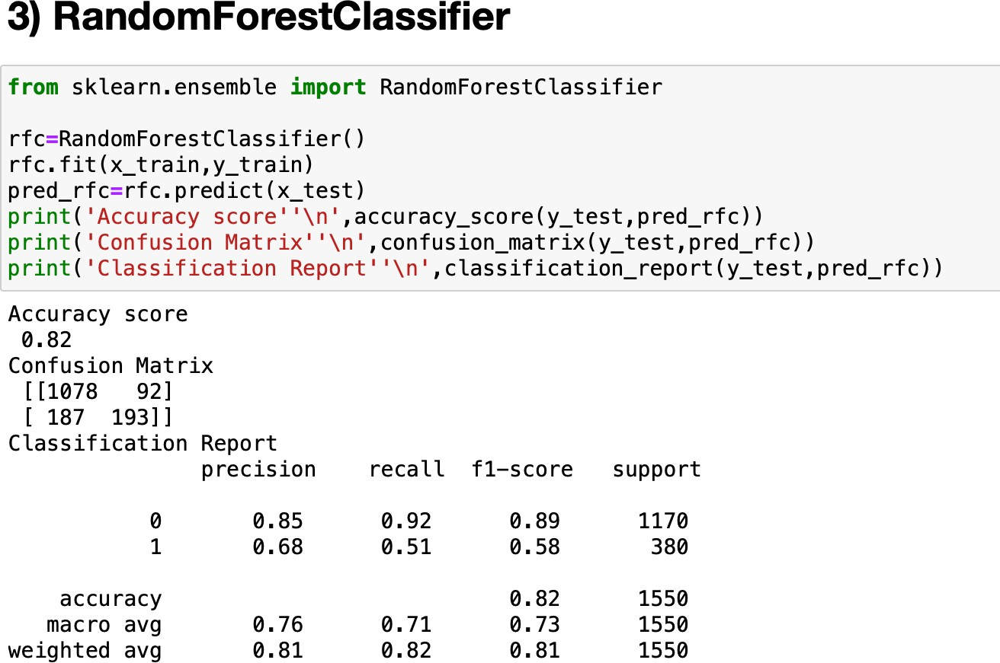 3) RandomForestClassifier
from sklearn.ensemble import RandomForestClassifier
rfc=RandomForestClassifier()
rfc.fit(x_train,y_train)
pred_rfc=rfc.predict(x_test)
print('Accuracy score''\n',accuracy_score(y_test,pred_rfc))
print('Confusion Matrix''\n',confusion_matrix(y_test,pred_rfc))
print('Classification Report''\n',classification_report(y_test,pred_rfc))
Accuracy score
0.82
Confusion Matrix
[[1078   92]
[ 187  193]]
Classification Report
precision    recall  f1-score   support
0       0.85      0.92      0.89      1170
1       0.68      0.51      0.58       380
accuracy                           0.82      1550
macro avg       0.76      0.71      0.73      1550
weighted avg       0.81      0.82      0.81      1550